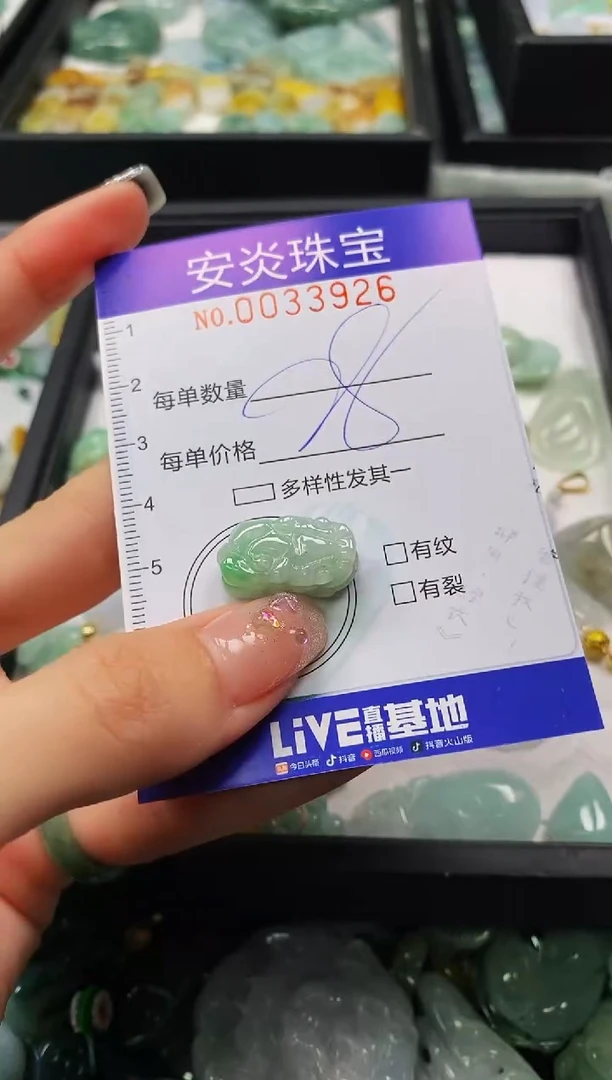 安炎珠宝
NO.0033926
1
2
每单数量
28
3
每单价格
4
多样性发其一
5
有纹
有裂
LiVE直播基地
今日头条 抖音 西瓜视频 抖音火山版